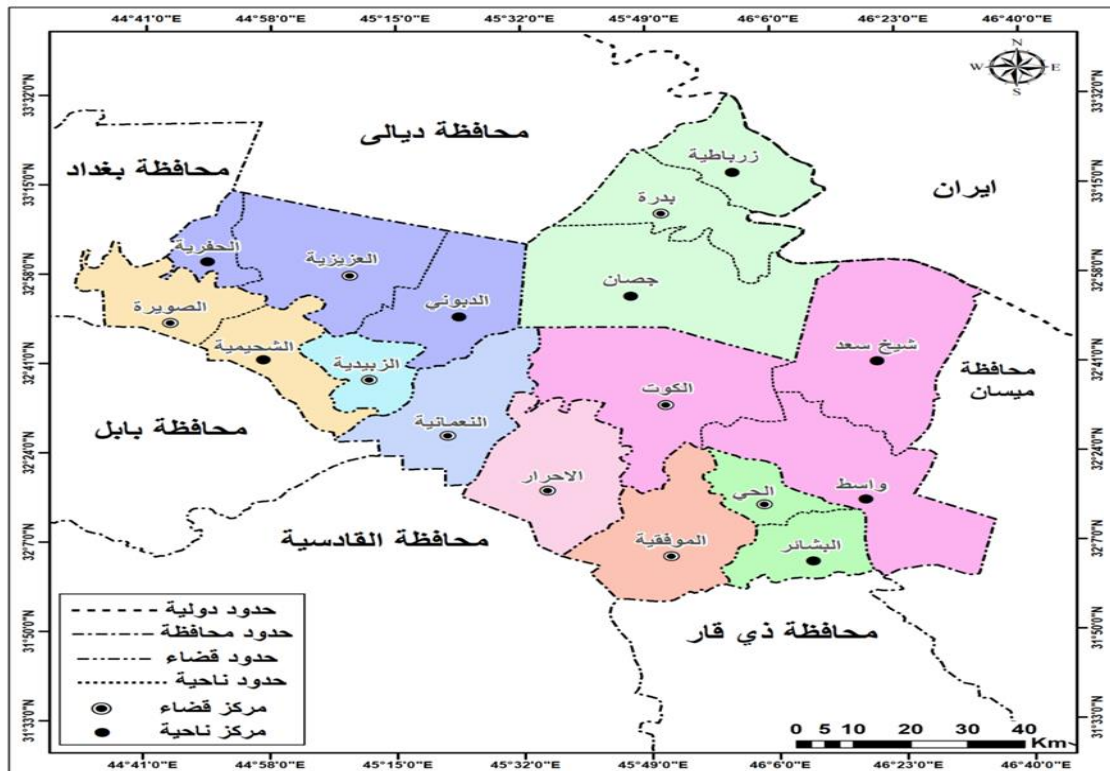 44°41'0"E 44°58'0"E 45°15'0"E 45°32'0"E 45°49'0"E 46°6'0"E 46°23'0"E 46°40'0"E
N
W E
S
33°32'0"N
33°15'0"N
32°58'0"N
32°41'0"N
32°24'0"N
32°7'0"N
31°50'0"N
31°33'0"N
محافظة ديالى
محافظة بغداد
ايران
زرباطية
بدرة
جصان
الحفرية
العزيزية
الدبوني
الصويرة
الشحيمية
الزبيدية
النعمانية
شيخ سعد
محافظة
ميسان
الكوت
محافظة بابل
الاحرار
الحي
واسط
الموفقية
البشائر
محافظة القادسية
محافظة ذي قار
حدود دولية
حدود محافظة
حدود قضاء
حدود ناحية
مركز قضاء
مركز ناحية
0 5 10 20 30 40
Km
33°32'0"N
33°15'0"N
32°58'0"N
32°41'0"N
32°24'0"N
32°7'0"N
31°50'0"N
31°33'0"N
44°41'0"E 44°58'0"E 45°15'0"E 45°32'0"E 45°49'0"E 46°6'0"E 46°23'0"E 46°40'0"E